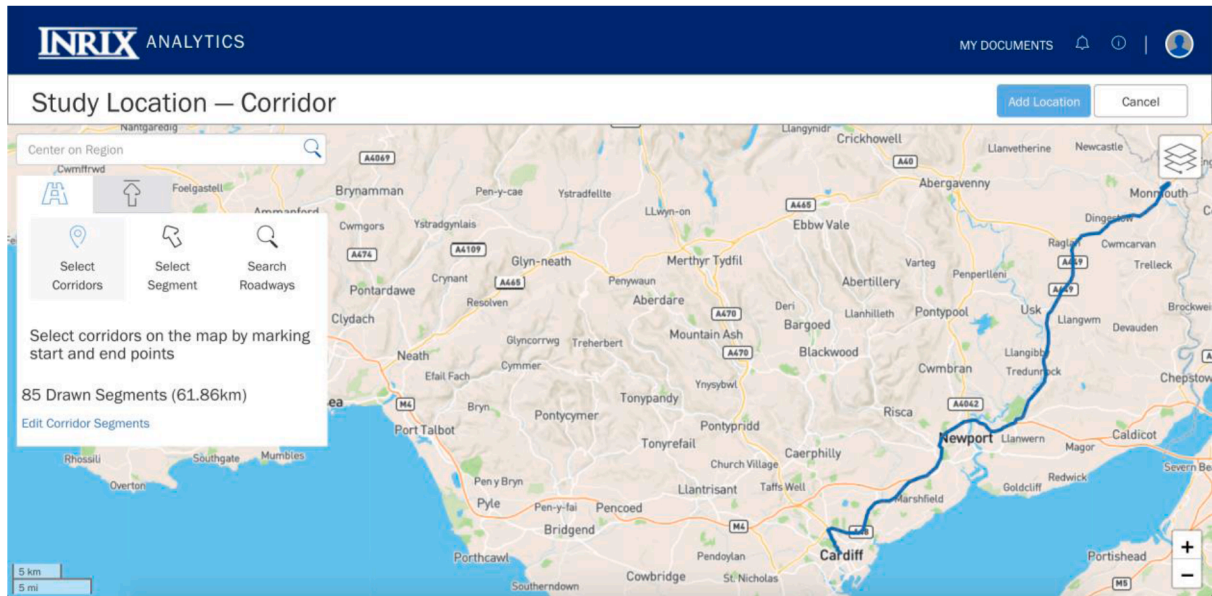 INRIX ANALYTICS
MY DOCUMENTS
Study Location — Corridor
Add Location
Cancel
Center on Region
Select
Corridors
Select
Segment
Search
Roadways
Select corridors on the map by marking
start and end points
85 Drawn Segments (61.86km)
Edit Corridor Segments
Nantgaredig
Cwmffrwd
Foelgastell
Ammanford
A4069
Brynamman
Pen-y-cae
Ystradfellte
Llangynidr
Crickhowell
A40
Llanvetherine
Newcastle
Abergavenny
Monmouth
Cwmgors
Ystradgynlais
LLwyn-on
A465
Ebbw Vale
Dingestow
A474
A4109
Glyn-neath
Merthyr Tydfil
Raglan
Cwmcarvan
A449
Trelleck
Pontardawe
Crynant
A465
Penywaun
Abertillery
Varteg
Penperlleni
A449
Resolven
Aberdare
A470
Deri
Llanhilleth
Pontypool
Usk
Brockwei
Clydach
Bargoed
Llangwm
Devauden
Glyncorrwg
Treherbert
Mountain Ash
A470
Blackwood
Llangibby
Neath
Cymmer
Efail Fach
Cwmbran
Tredunnock
Chepstow
Ynysybwl
ea
M4
Bryn
Tonypandy
A4042
Port Talbot
Pontycymer
Pontypridd
Risca
Newport
Llanwern
Caldicot
Tonyrefail
Caerphilly
Magor
Rhossili
Southgate
Mumbles
Church Village
Severn Be
Overton
Pen y Bryn
Llantrisant
Taffs Well
Goldcliff
Redwick
Pyle
Pen-y-fai
Pencoed
Marshfield
Bridgend
M4
A48
Porthcawl
Pendoylan
Cardiff
Portishead
Cowbridge
St. Nicholas
Southerndown
M5
5 km
5 mi
+
−